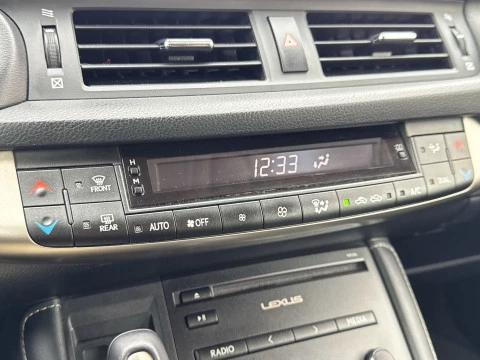 H
M
12:33
FRONT
REAR
AUTO
OFF
A/C
DUAL
LEXUS
RADIO
MEDIA